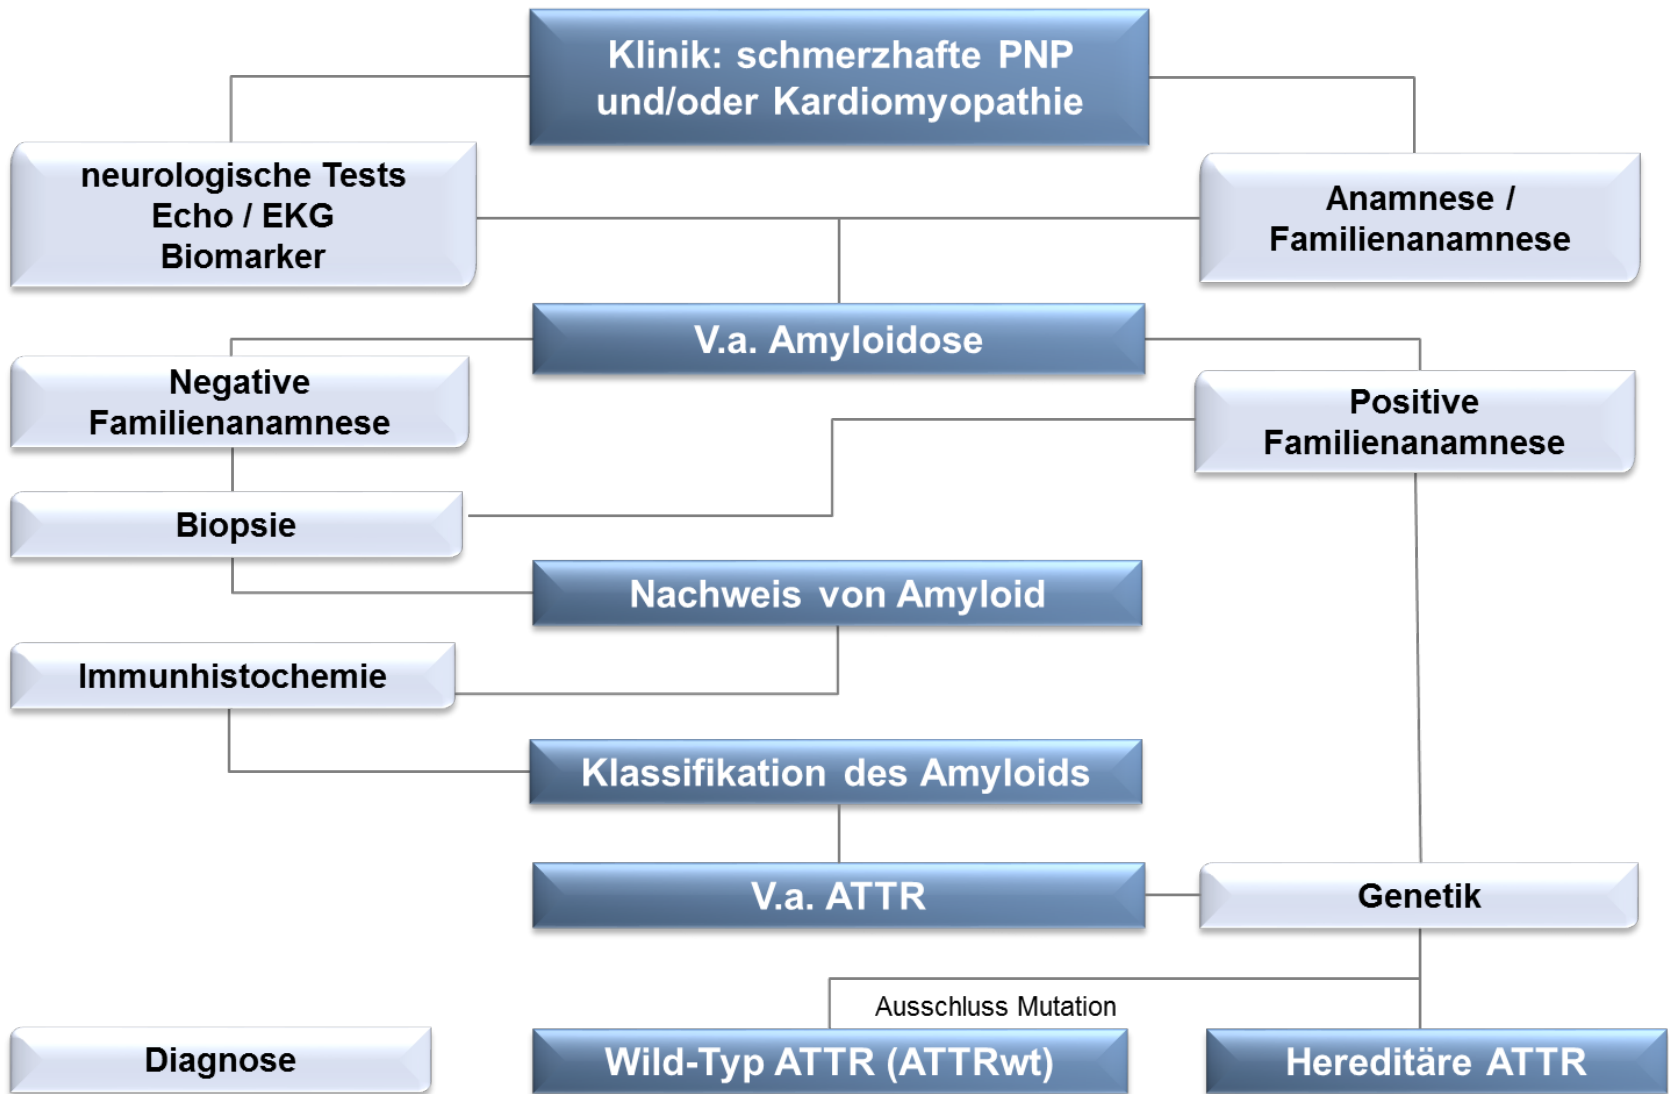 Klinik: schmerzhafte PNP
und/oder Kardiomyopathie
neurologische Tests
Echo / EKG
Biomarker
Anamnese /
Familienanamnese
V.a. Amyloidose
Negative
Familienanamnese
Positive
Familienanamnese
Biopsie
Nachweis von Amyloid
Immunhistochemie
Klassifikation des Amyloids
V.a. ATTR
Genetik
Ausschluss Mutation
Diagnose
Wild-Typ ATTR (ATTRwt)
Hereditäre ATTR